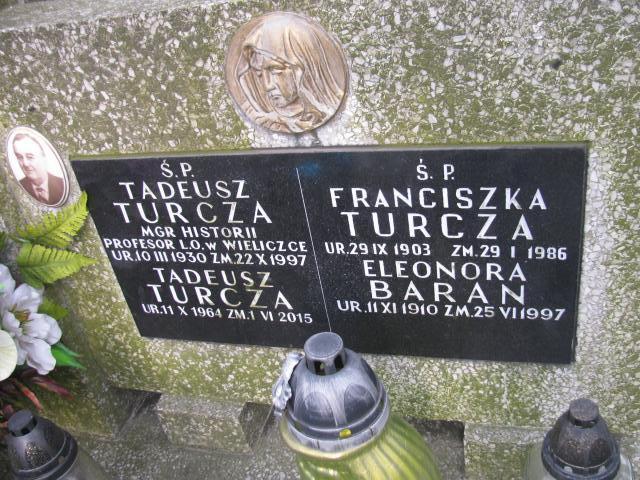 Ś.P.
TADEUSZ
TURCZA
MGR HISTORII
PROFESOR L.O. W WIELICZCE
UR.10 III 1930 ZM.22 X 1997
TADEUSZ
TURCZA
UR.11 X 1964 ZM.1 VI 2015
Ś.P.
FRANCISZKA
TURCZA
UR.29 IX 1903 ZM.29 I 1986
ELEONORA
BARAN
UR.11 XI 1910 ZM.25 VI 1997